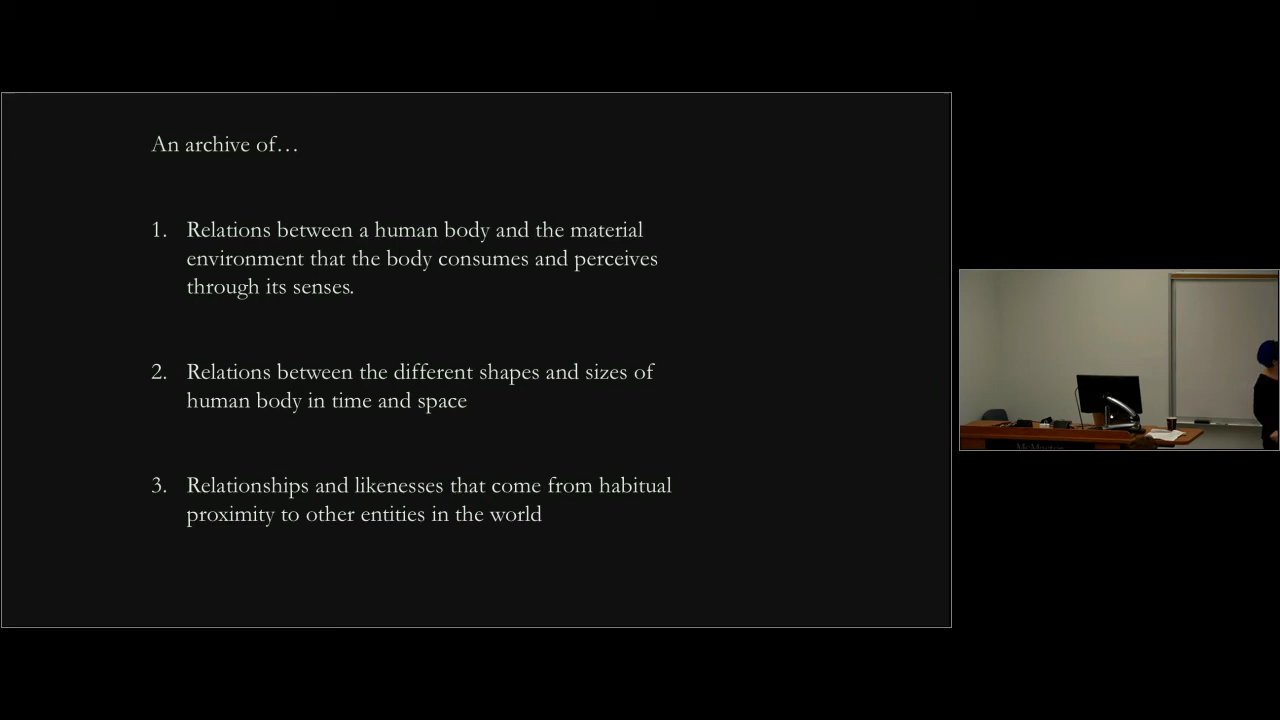 An archive of…
1. Relations between a human body and the material
environment that the body consumes and perceives
through its senses.
2. Relations between the different shapes and sizes of
human body in time and space
3. Relationships and likenesses that come from habitual
proximity to other entities in the world